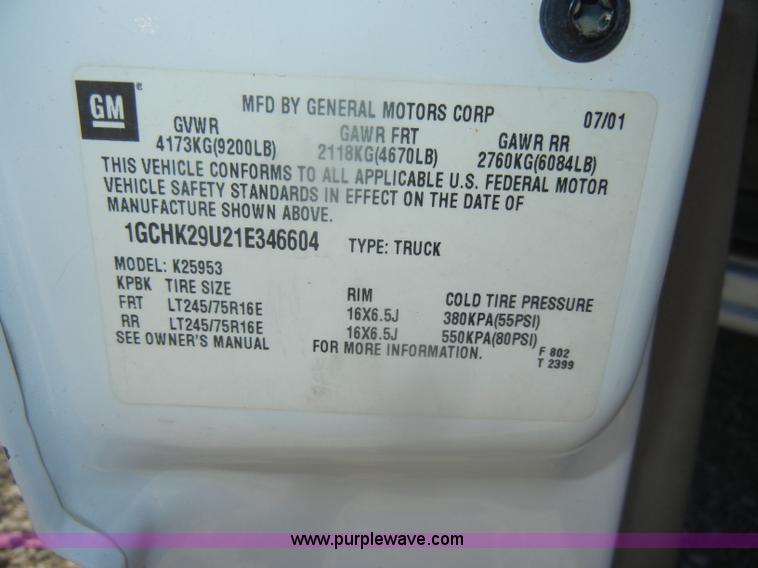 GM®
MFD BY GENERAL MOTORS CORP 07/01
GVWR GAWR FRT GAWR RR
4173KG(9200LB) 2118KG(4670LB) 2760KG(6084LB)
THIS VEHICLE CONFORMS TO ALL APPLICABLE U.S. FEDERAL MOTOR
VEHICLE SAFETY STANDARDS IN EFFECT ON THE DATE OF
MANUFACTURE SHOWN ABOVE.
1GCHK29U21E346604 TYPE: TRUCK
MODEL: K25953
KPBK TIRE SIZE RIM COLD TIRE PRESSURE
FRT LT245/75R16E 16X6.5J 380KPA(55PSI)
RR LT245/75R16E 16X6.5J 550KPA(80PSI)
SEE OWNER'S MANUAL FOR MORE INFORMATION. F 802
T 2399
www.purplewave.com